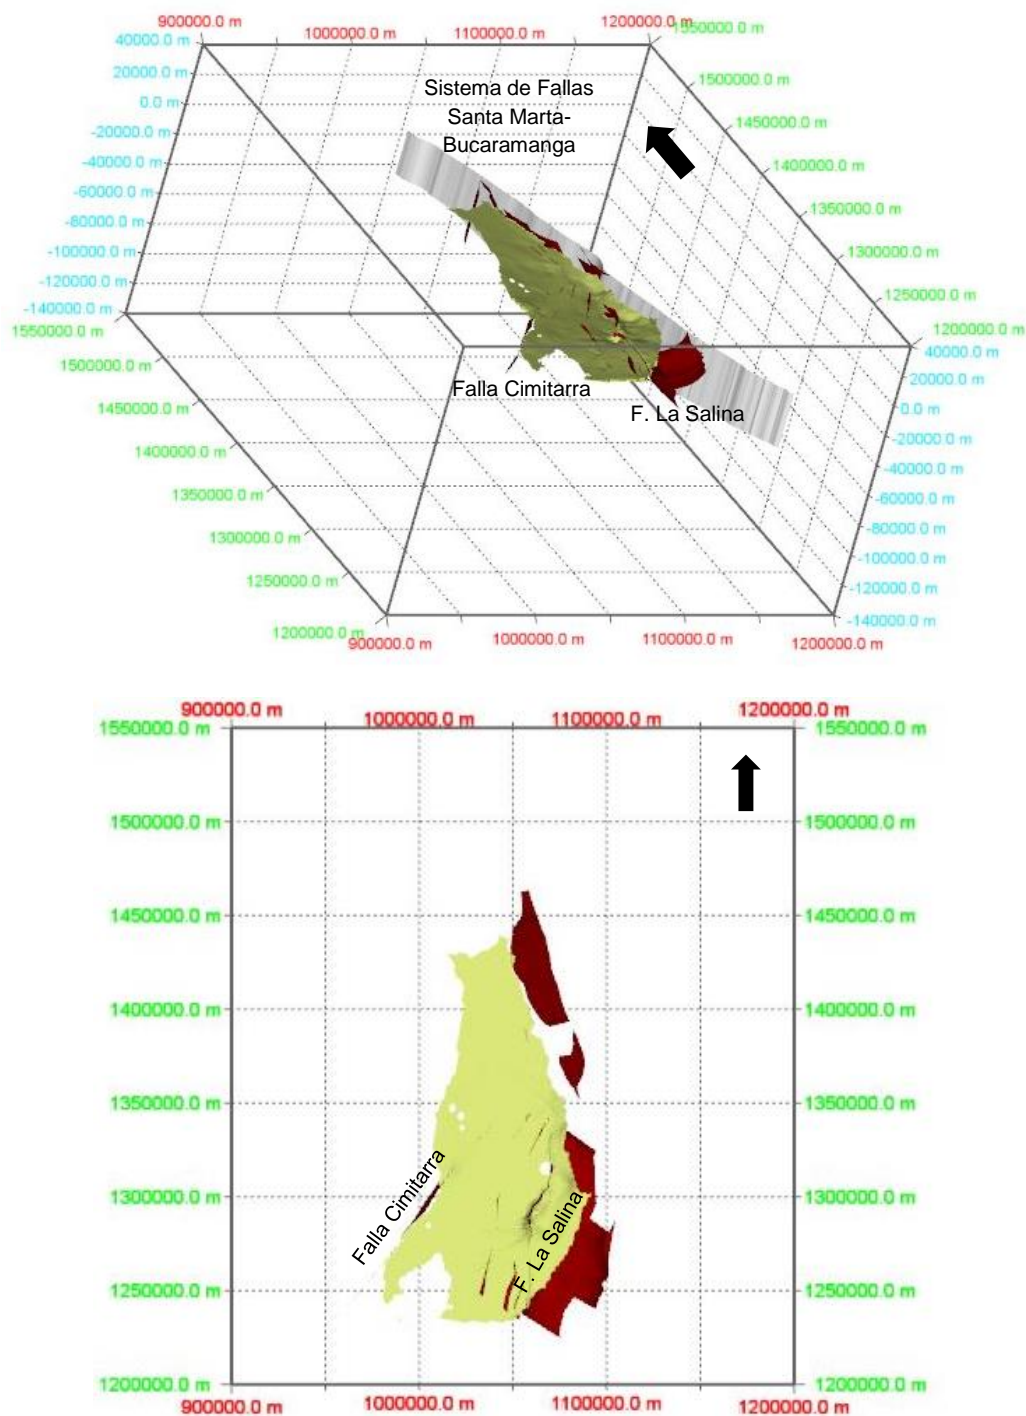 900000.0 m
1000000.0 m
1100000.0 m
1200000.0 m
1550000.0 m
40000.0 m
20000.0 m
0.0 m
-20000.0 m
-40000.0 m
-60000.0 m
-80000.0 m
-100000.0 m
-120000.0 m
-140000.0 m
Sistema de Fallas
Santa Marta-
Bucaramanga
1500000.0 m
1450000.0 m
1400000.0 m
1350000.0 m
1300000.0 m
1250000.0 m
1200000.0 m
1550000.0 m
1500000.0 m
1450000.0 m
1400000.0 m
1350000.0 m
1300000.0 m
1250000.0 m
1200000.0 m
Falla Cimitarra
F. La Salina
40000.0 m
20000.0 m
0.0 m
-20000.0 m
-40000.0 m
-60000.0 m
-80000.0 m
-100000.0 m
-120000.0 m
-140000.0 m
900000.0 m
1000000.0 m
1100000.0 m
1200000.0 m
900000.0 m
1000000.0 m
1100000.0 m
1200000.0 m
1550000.0 m
1550000.0 m
1500000.0 m
1500000.0 m
1450000.0 m
1450000.0 m
1400000.0 m
1400000.0 m
1350000.0 m
1350000.0 m
1300000.0 m
1300000.0 m
Falla Cimitarra
F. La Salina
1250000.0 m
1250000.0 m
1200000.0 m
1200000.0 m
900000.0 m
1000000.0 m
1100000.0 m
1200000.0 m